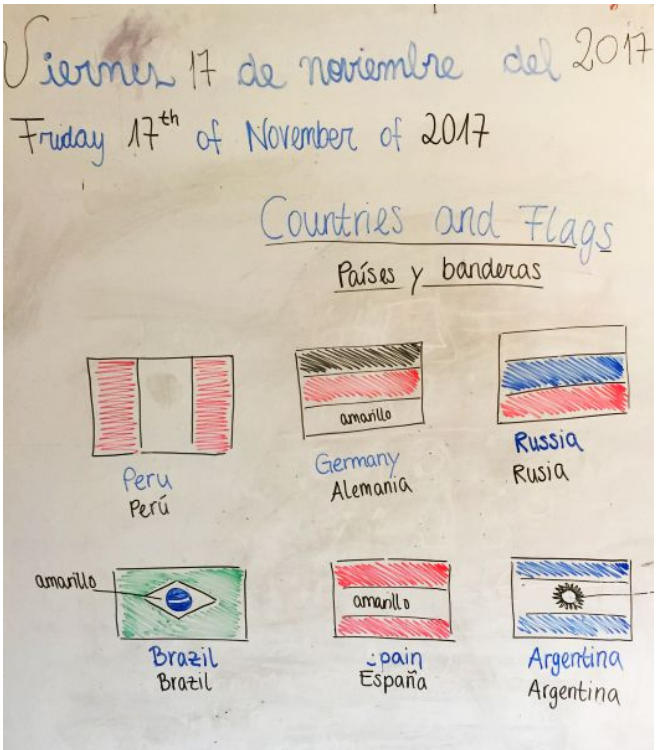 Viernes 17 de noviembre del 2017
Friday 17th of November of 2017
Countries and Flags
Países y banderas
amarillo
Peru
Perú
Germany
Alemania
Russia
Rusia
amarillo
amarillo
Brazil
Brazil
Spain
España
Argentina
Argentina